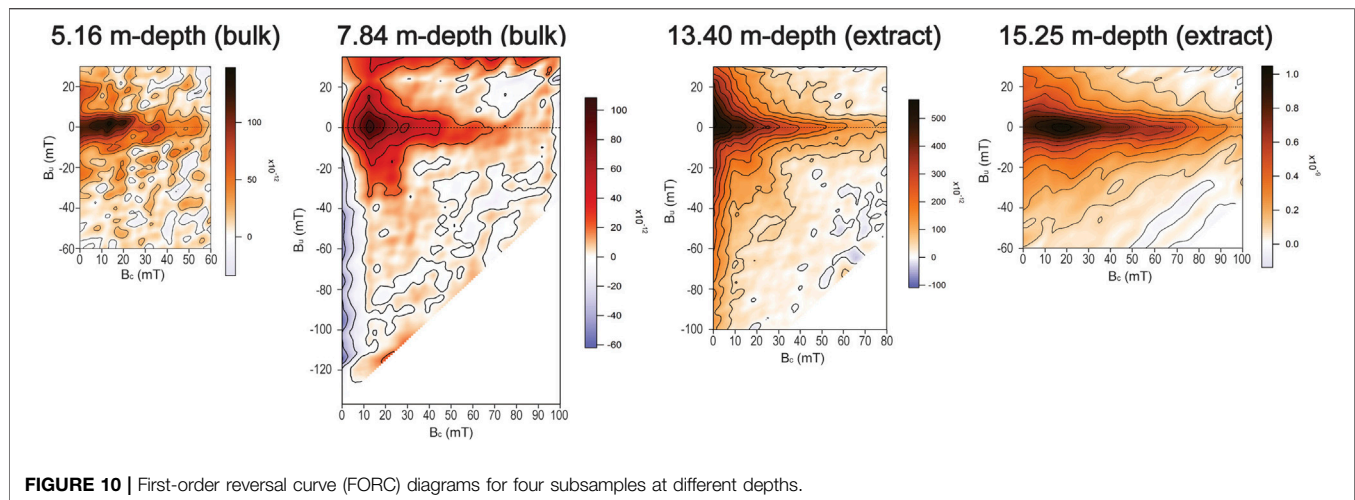 5.16 m-depth (bulk)
7.84 m-depth (bulk)
13.40 m-depth (extract)
15.25 m-depth (extract)
20
0
-20
-40
-60
Bu (mT)
0 10 20 30 40 50 60
Bc (mT)
100
50
0
x10-12
20
0
-20
-40
-60
-80
-100
-120
Bu (mT)
0 10 20 30 40 50 60 70 80 90 100
Bc (mT)
100
80
60
40
20
0
-20
-40
-60
x10-12
20
0
-20
-40
-60
-80
-100
Bu (mT)
0 10 20 30 40 50 60 70 80
Bc (mT)
500
400
300
200
100
0
-100
x10-12
20
0
-20
-40
-60
Bu (mT)
0 10 20 30 40 50 60 70 80 90 100
Bc (mT)
1.0
0.8
0.6
0.4
0.2
0.0
x10-9
FIGURE 10 | First-order reversal curve (FORC) diagrams for four subsamples at different depths.